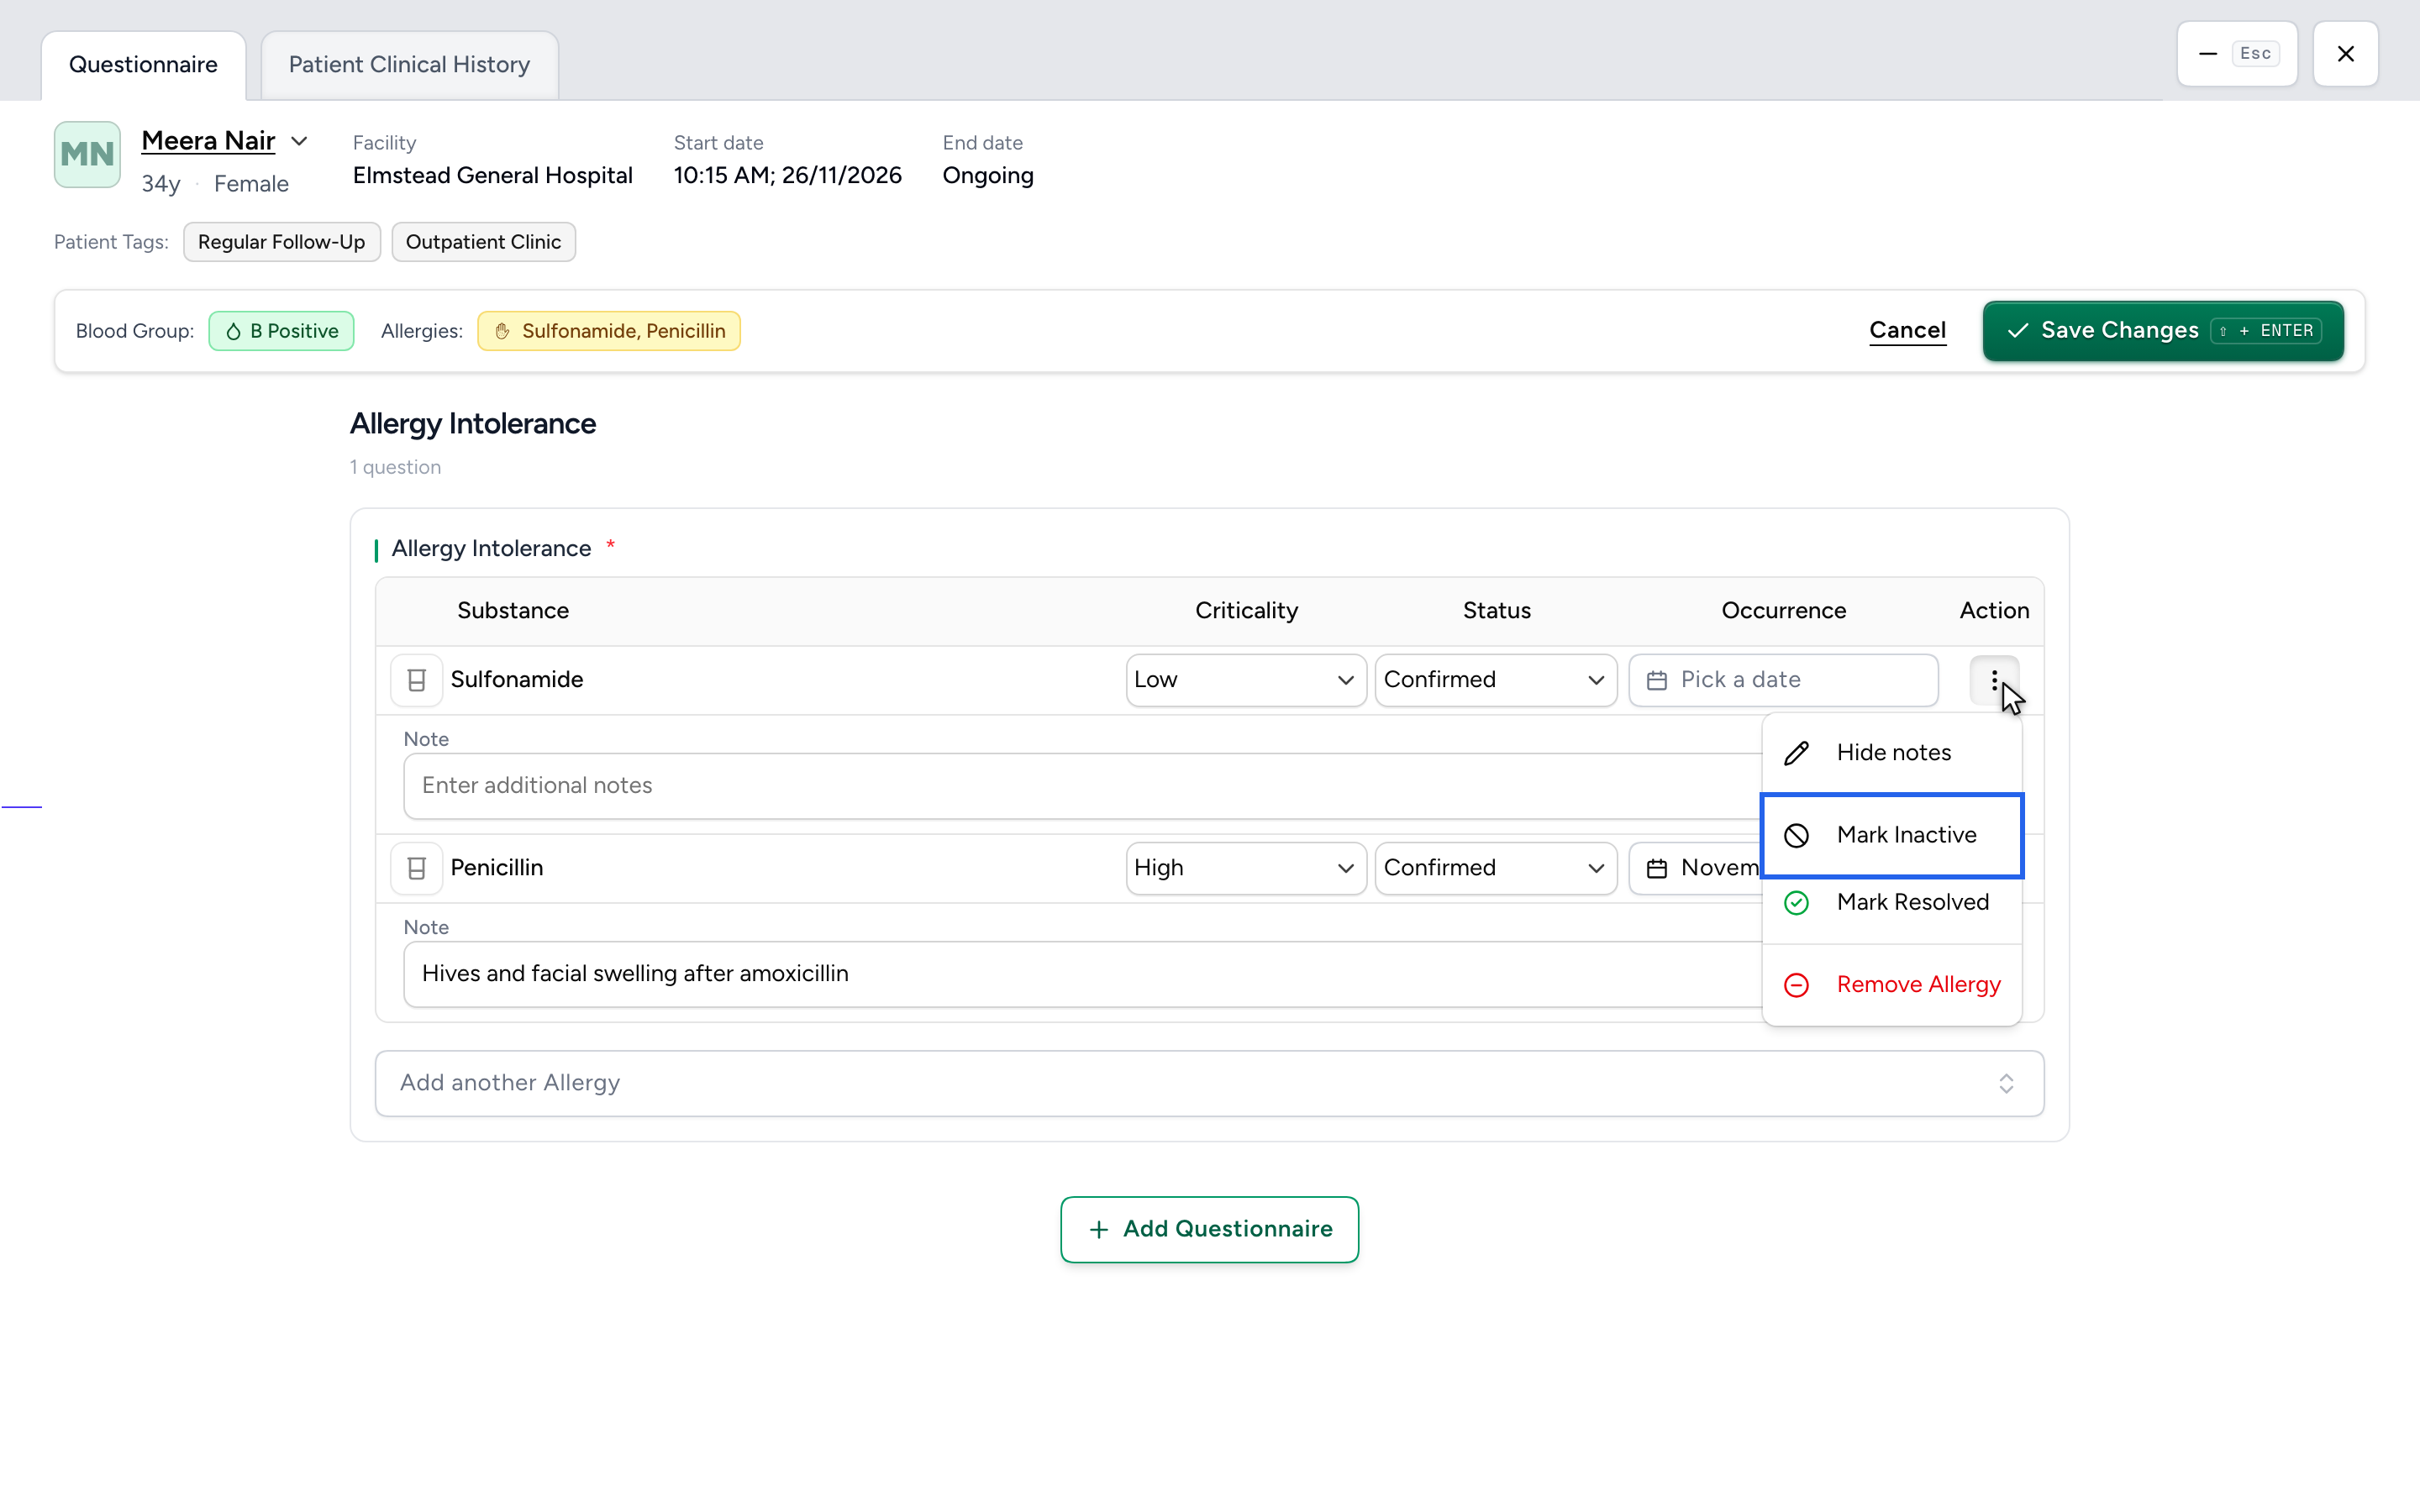 Questionnaire
Patient Clinical History
Esc
MN
Meera Nair
34y · Female
Facility
Elmstead General Hospital
Start date
10:15 AM; 26/11/2026
End date
Ongoing
Patient Tags:
Regular Follow-Up
Outpatient Clinic
Blood Group:
B Positive
Allergies:
Sulfonamide, Penicillin
Cancel
Save Changes
⇧ + ENTER
Allergy Intolerance
1 question
Allergy Intolerance *
Substance
Criticality
Status
Occurrence
Action
Sulfonamide
Low
Confirmed
Pick a date
Note
Enter additional notes
Hide notes
Mark Inactive
Mark Resolved
Remove Allergy
Penicillin
High
Confirmed
Novem
Note
Hives and facial swelling after amoxicillin
Add another Allergy
+ Add Questionnaire